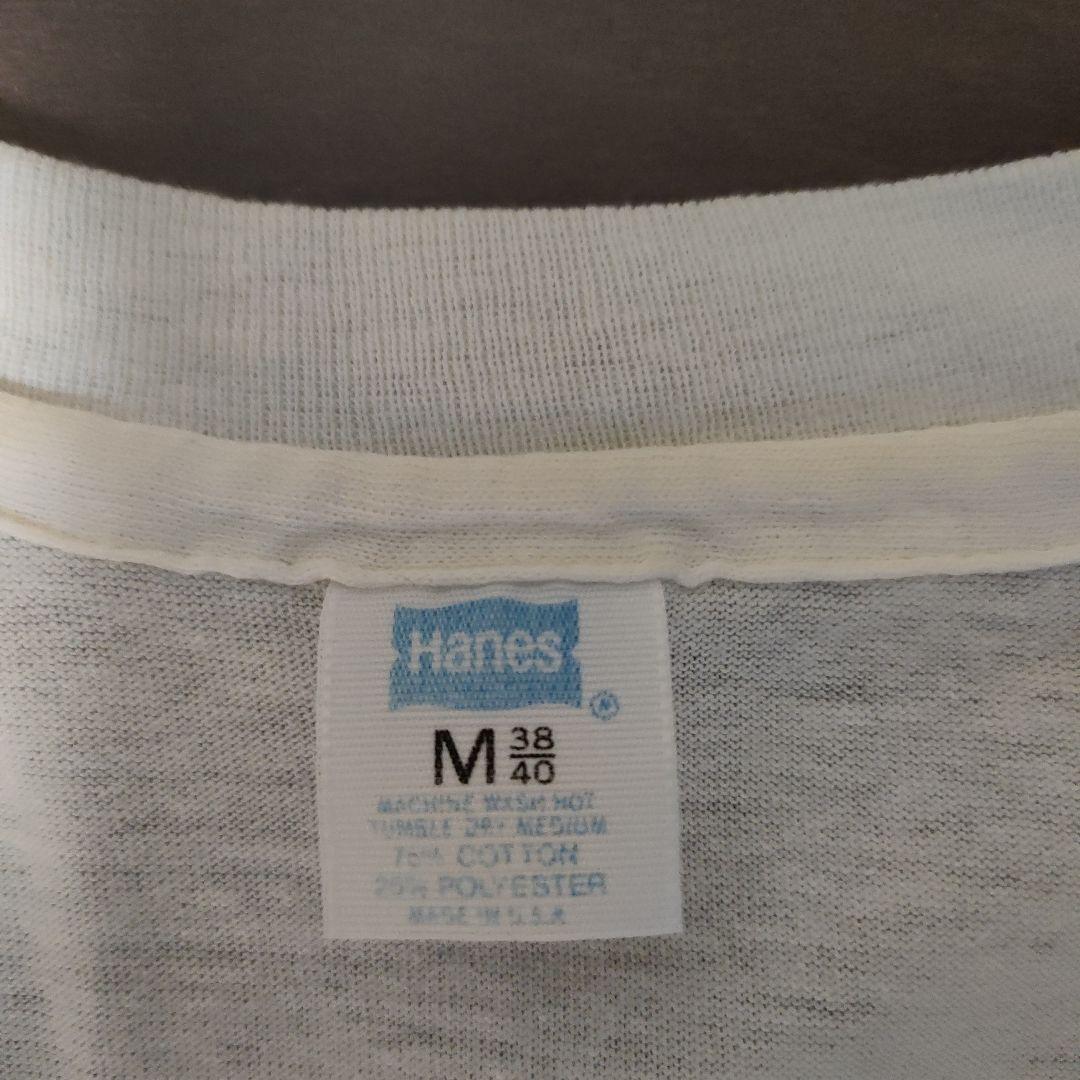 Hanes
®
M 38/40
MACHINE WASH HOT
TUMBLE DRY MEDIUM
75% COTTON
25% POLYESTER
MADE IN U.S.A.